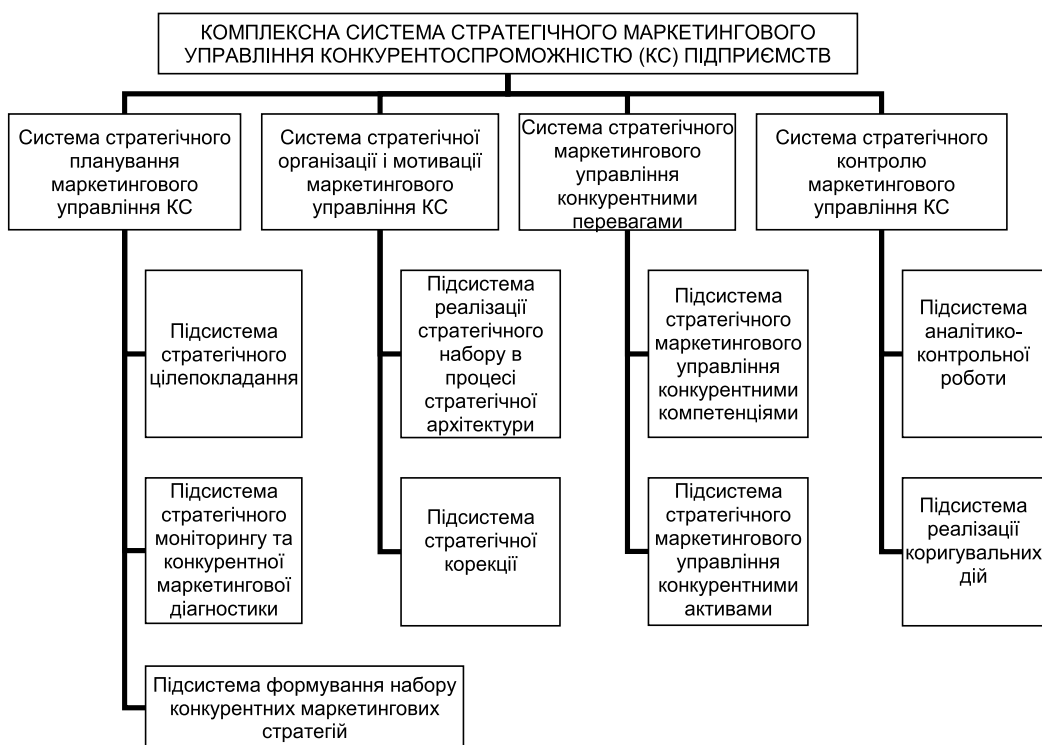 КОМПЛЕКСНА СИСТЕМА СТРАТЕГІЧНОГО МАРКЕТИНГОВОГО
УПРАВЛІННЯ КОНКУРЕНТОСПРОМОЖНІСТЮ (КС) ПІДПРИЄМСТВ
Система стратегічного
планування
маркетингового
управління КС
Система стратегічної
організації і мотивації
маркетингового
управління КС
Система стратегічного
маркетингового
управління
конкурентними
перевагами
Система стратегічного
контролю
маркетингового
управління КС
Підсистема
стратегічного
цілепокладання
Підсистема
реалізації
стратегічного
набору в
процесі
стратегічної
архітектури
Підсистема
стратегічного
маркетингового
управління
конкурентними
компетенціями
Підсистема
аналітико-
контрольної
роботи
Підсистема
стратегічного
моніторингу та
конкурентної
маркетингової
діагностики
Підсистема
стратегічної
корекції
Підсистема
стратегічного
маркетингового
управління
конкурентними
активами
Підсистема
реалізації
коригувальних
дій
Підсистема формування набору
конкурентних маркетингових
стратегій